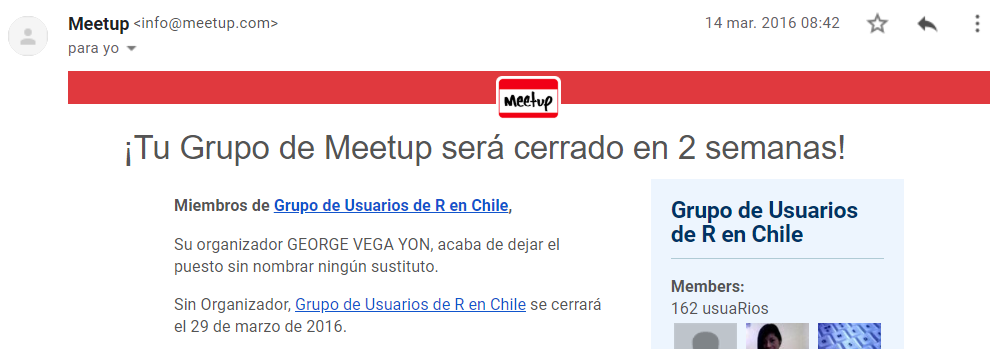 Meetup <info@meetup.com>
14 mar. 2016 08:42
para yo
meetup
¡Tu Grupo de Meetup será cerrado en 2 semanas!
Miembros de Grupo de Usuarios de R en Chile,
Su organizador GEORGE VEGA YON, acaba de dejar el
puesto sin nombrar ningún sustituto.
Sin Organizador, Grupo de Usuarios de R en Chile se cerrará
el 29 de marzo de 2016.
Grupo de Usuarios
de R en Chile
Members:
162 usuaRios